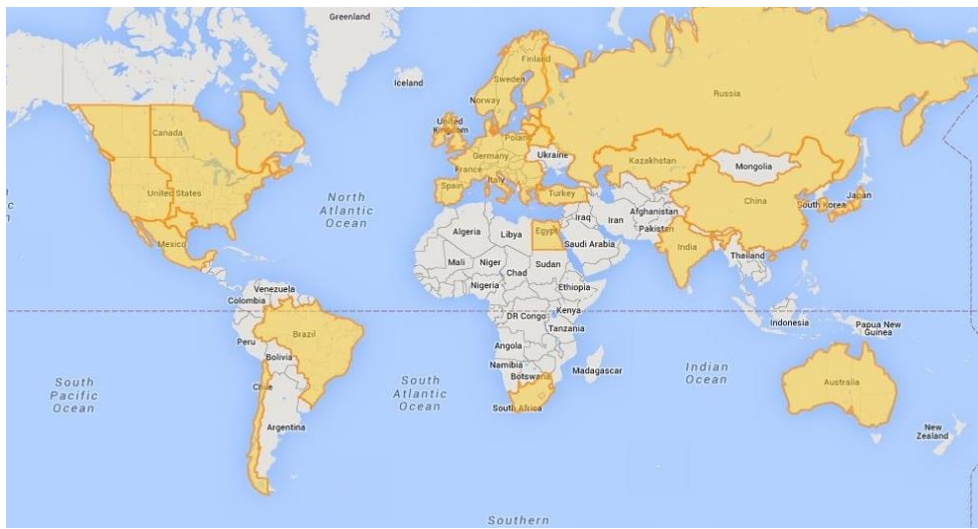 Greenland
Iceland
Finland
Sweden
Norway
Russia
United
Kingdom
Poland
Canada
Germany
Ukraine
Kazakhstan
Mongolia
France
Italy
Spain
Turkey
United States
China
Japan
South Korea
North
Atlantic
Ocean
Iraq
Iran
Afghanistan
Pakistan
Algeria
Libya
Egypt
Saudi Arabia
India
Mexico
Mali
Niger
Chad
Sudan
Thailand
Nigeria
Ethiopia
Venezuela
Colombia
DR Congo
Kenya
Tanzania
Indonesia
Papua New
Guinea
Brazil
Peru
Bolivia
Angola
Namibia
Botswana
Madagascar
Indian
Ocean
South
Pacific
Ocean
South
Atlantic
Ocean
Chile
Australia
South Africa
Argentina
New
Zealand
Southern